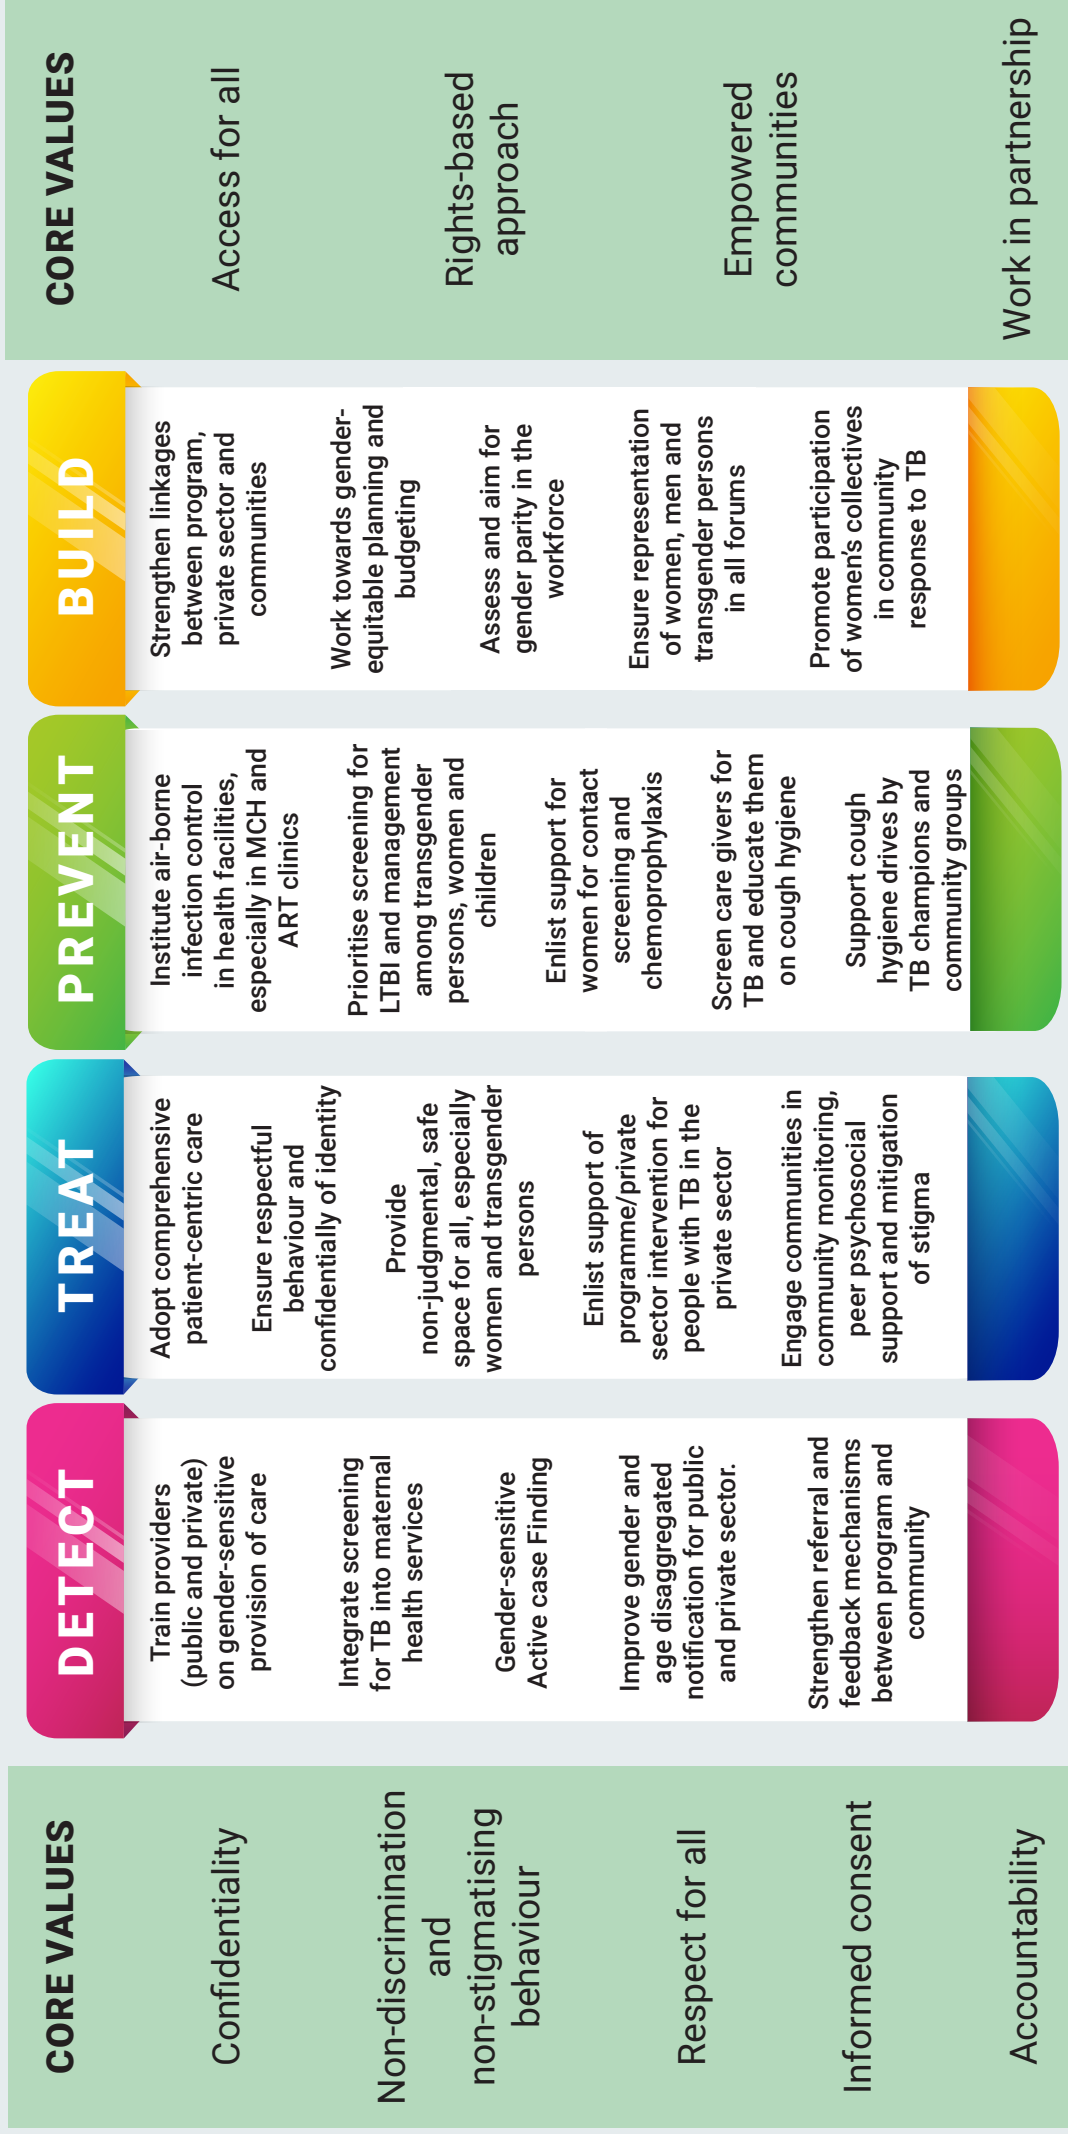 CORE VALUES
Confidentiality
Non-discrimination
and
non-stigmatising
behaviour
Respect for all
Informed consent
Accountability
DETECT
Train providers
(public and private)
on gender-sensitive
provision of care
Integrate screening
for TB into maternal
health services
Gender-sensitive
Active case Finding
Improve gender and
age disaggregated
notification for public
and private sector.
Strengthen referral and
feedback mechanisms
between program and
community
TREAT
Adopt comprehensive
patient-centric care
Ensure respectful
behaviour and
confidentially of identity
Provide
non-judgmental, safe
space for all, especially
women and transgender
persons
Enlist support of
programme/private
sector intervention for
people with TB in the
private sector
Engage communities in
community monitoring,
peer psychosocial
support and mitigation
of stigma
PREVENT
Institute air-borne
infection control
in health facilities,
especially in MCH and
ART clinics
Prioritise screening for
LTBI and management
among transgender
persons, women and
children
Enlist support for
women for contact
screening and
chemoprophylaxis
Screen care givers for
TB and educate them
on cough hygiene
Support cough
hygiene drives by
TB champions and
community groups
BUILD
Strengthen linkages
between program,
private sector and
communities
Work towards gender-
equitable planning and
budgeting
Assess and aim for
gender parity in the
workforce
Ensure representation
of women, men and
transgender persons
in all forums
Promote participation
of women's collectives
in community
response to TB
CORE VALUES
Access for all
Rights-based
approach
Empowered
communities
Work in partnership